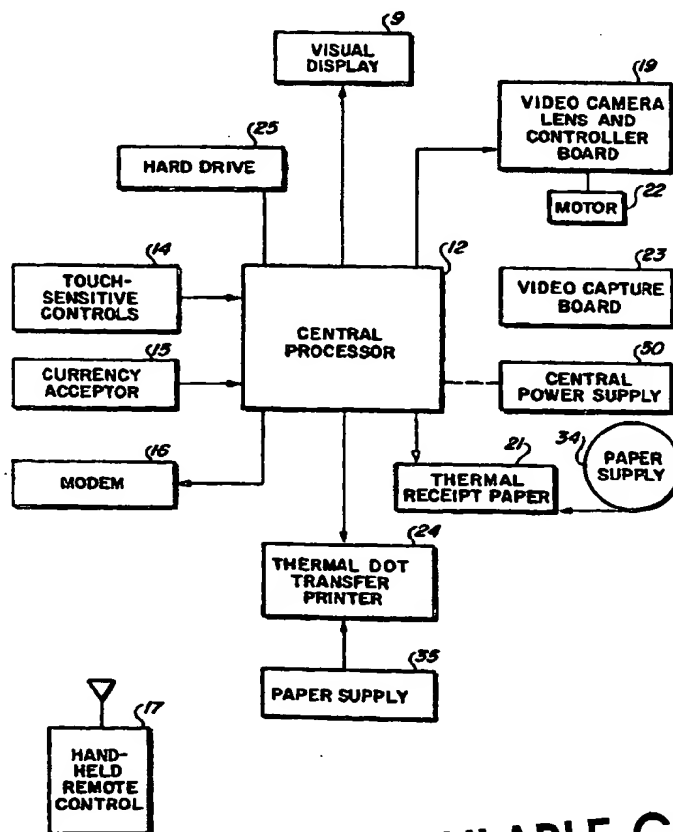 9
VISUAL
DISPLAY
19
VIDEO CAMERA
LENS AND
CONTROLLER
BOARD
25
HARD DRIVE
MOTOR
22
14
TOUCH-
SENSITIVE
CONTROLS
12
CENTRAL
PROCESSOR
23
VIDEO CAPTURE
BOARD
15
CURRENCY
ACCEPTOR
50
CENTRAL
POWER SUPPLY
16
MODEM
21
THERMAL
RECEIPT PAPER
34
PAPER
SUPPLY
24
THERMAL DOT
TRANSFER
PRINTER
35
PAPER SUPPLY
17
HAND-
HELD
REMOTE
CONTROL